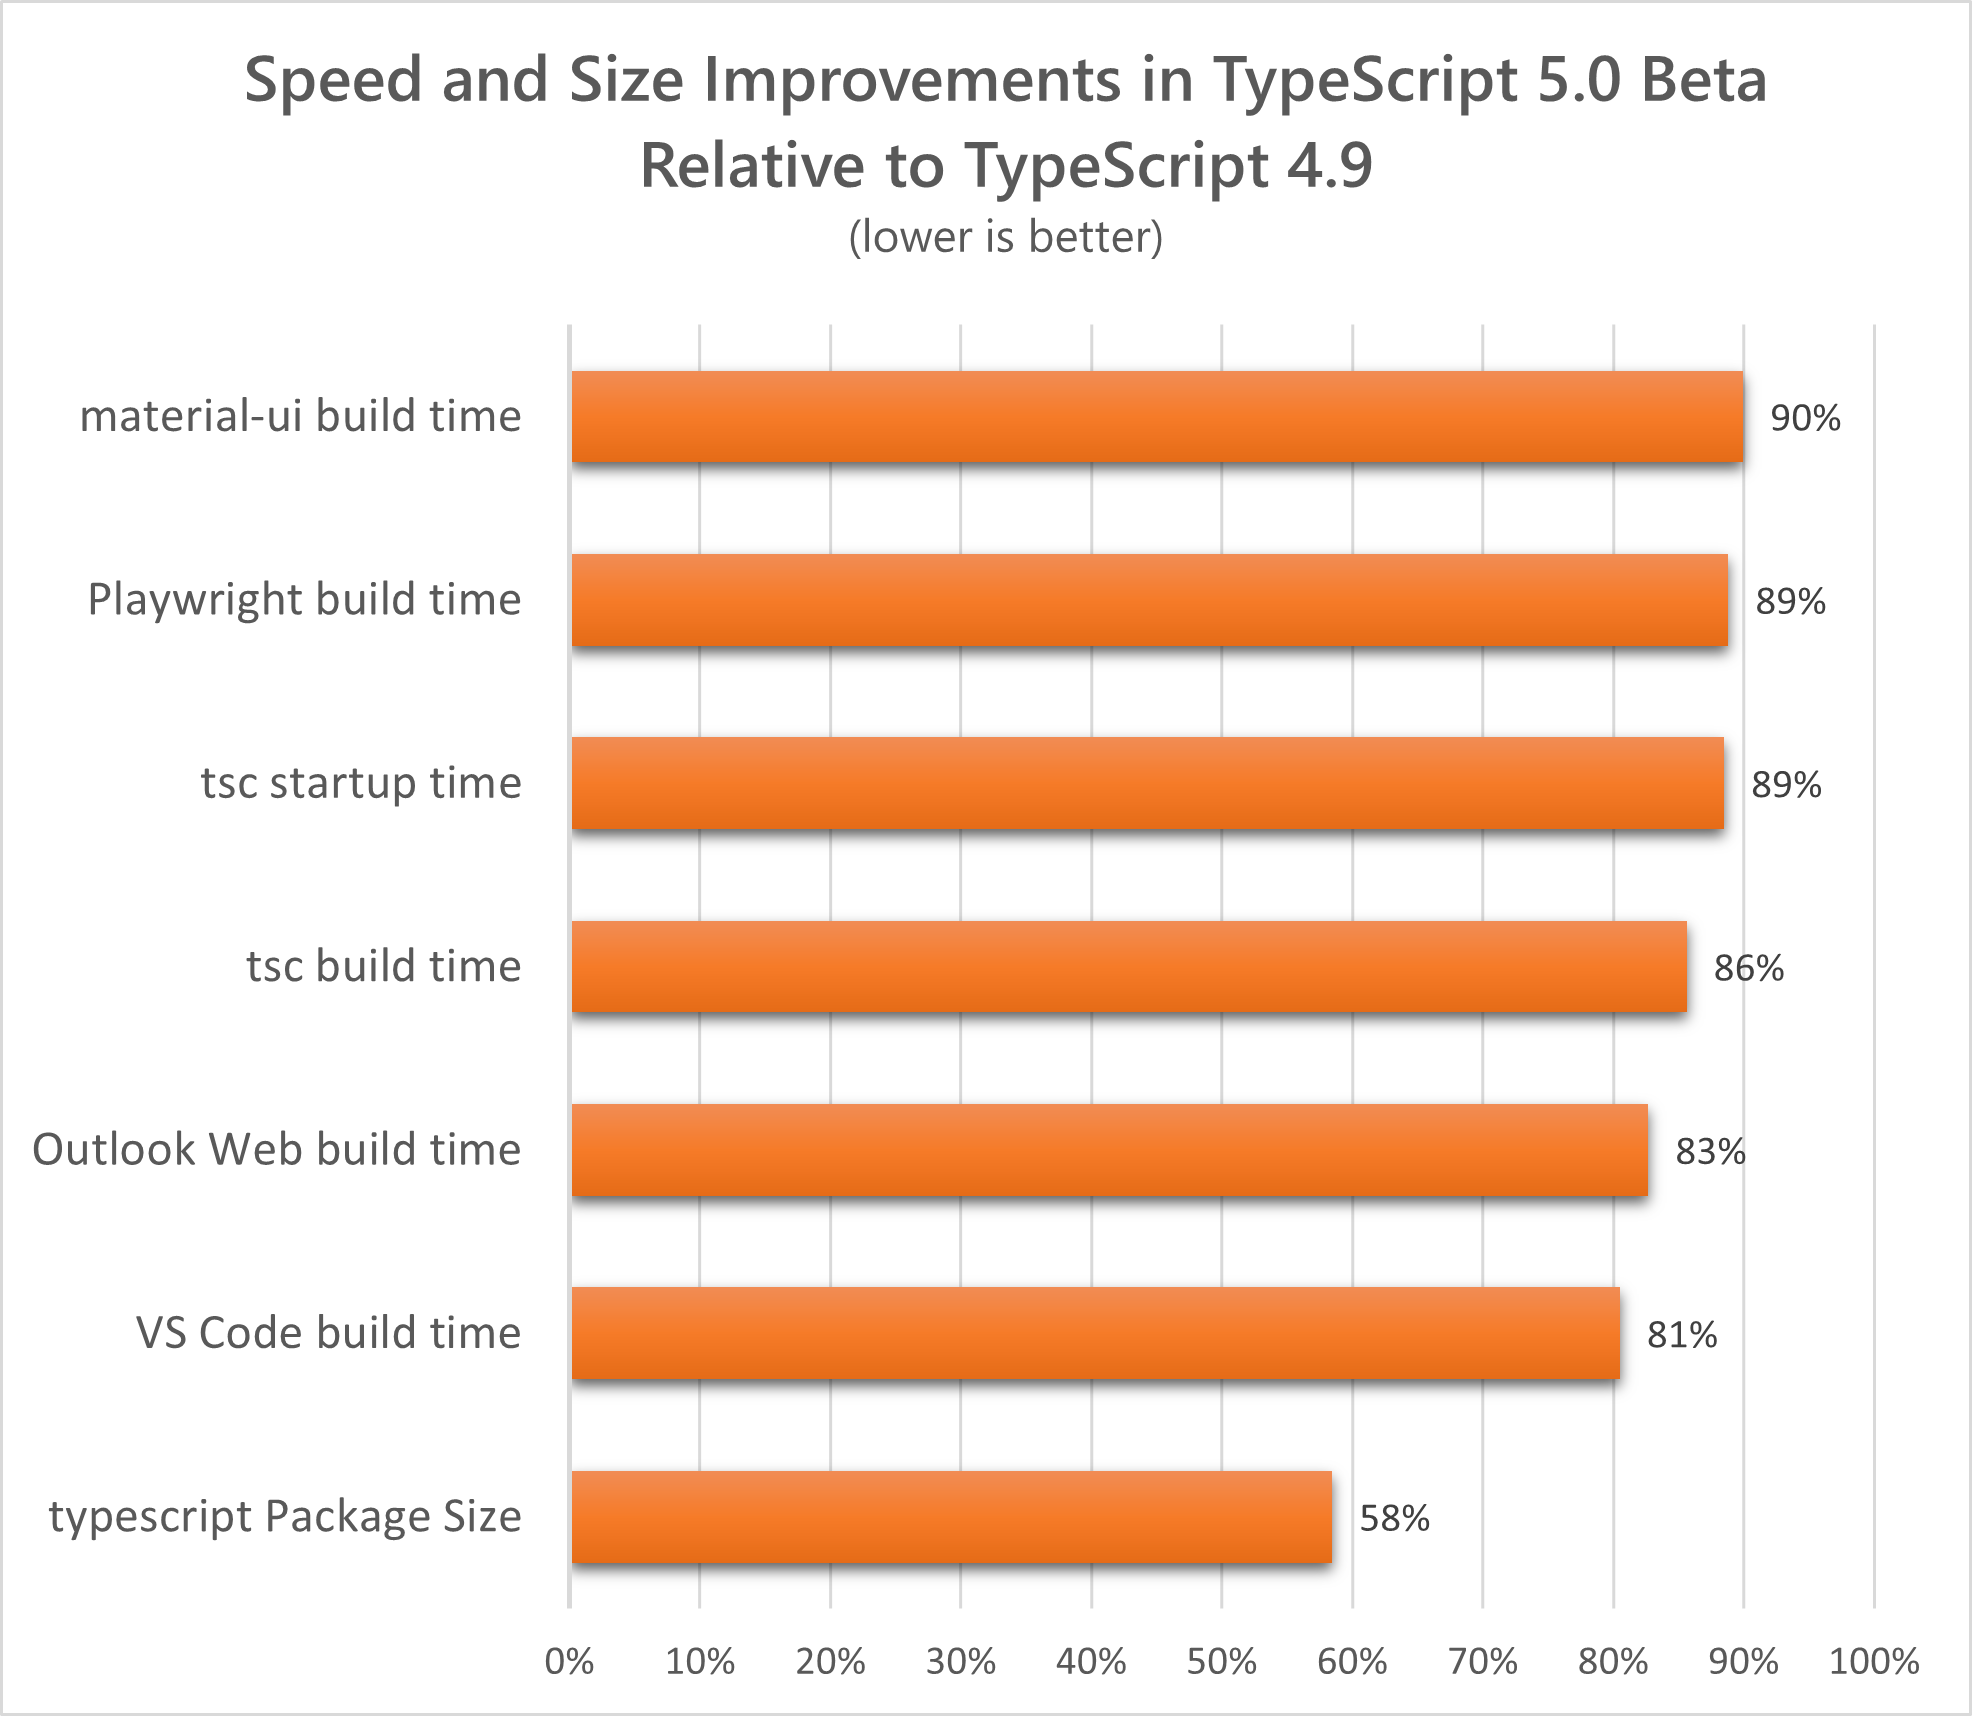 Speed and Size Improvements in TypeScript 5.0 Beta
Relative to TypeScript 4.9
(lower is better)
material-ui build time 90%
Playwright build time 89%
tsc startup time 89%
tsc build time 86%
Outlook Web build time 83%
VS Code build time 81%
typescript Package Size 58%
0% 10% 20% 30% 40% 50% 60% 70% 80% 90% 100%